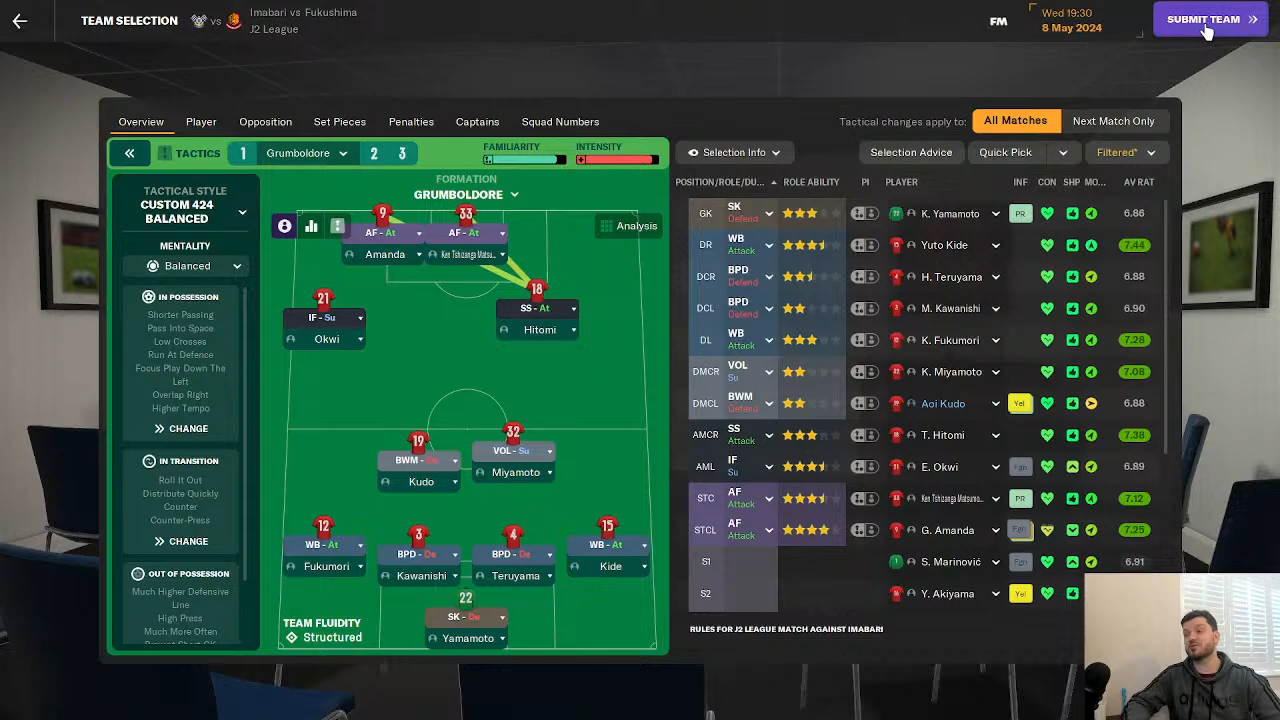 TEAM SELECTION
vs
Imabari vs Fukushima
J2 League
FM
Wed 19:30
8 May 2024
SUBMIT TEAM
Overview
Player
Opposition
Set Pieces
Penalties
Captains
Squad Numbers
Tactical changes apply to:
All Matches
Next Match Only
TACTICS
1
Grumboldore
2
3
FAMILIARITY
INTENSITY
Selection Info
Selection Advice
Quick Pick
Filtered*
TACTICAL STYLE
CUSTOM 424
BALANCED
MENTALITY
Balanced
IN POSSESSION
Shorter Passing
Pass Into Space
Low Crosses
Run At Defence
Focus Play Down The
Left
Overlap Right
Higher Tempo
CHANGE
IN TRANSITION
Roll It Out
Distribute Quickly
Counter
Counter-Press
CHANGE
OUT OF POSSESSION
Much Higher Defensive
Line
High Press
Much More Often
FORMATION
GRUMBOLDORE
Analysis
9
AF - At
Amanda
33
AF - At
Ken Tshizanga Matsu...
21
IF - Su
Okwi
18
SS - At
Hitomi
19
BWM - De
Kudo
32
VOL - Su
Miyamoto
12
WB - At
Fukumori
3
BPD - De
Kawanishi
4
BPD - De
Teruyama
15
WB - At
Kide
22
SK - De
Yamamoto
TEAM FLUIDITY
Structured
POSITION/ROLE/DU...
ROLE ABILITY
PI
PLAYER
INF
CON
SHP
MO...
AV RAT
GK
SK
Defend
K. Yamamoto
PR
6.86
DR
WB
Attack
Yuto Kide
7.44
DCR
BPD
Defend
H. Teruyama
6.88
DCL
BPD
Defend
M. Kawanishi
6.90
DL
WB
Attack
K. Fukumori
7.28
DMCR
VOL
Su
K. Miyamoto
7.08
DMCL
BWM
Defend
Aoi Kudo
Yel
6.88
AMCR
SS
Attack
T. Hitomi
7.38
AML
IF
Su
E. Okwi
Fgn
6.89
STC
AF
Attack
Ken Tshizanga Matsumo...
PR
7.12
STCL
AF
Attack
G. Amanda
Fgn
7.25
S1
S. Marinović
Fgn
6.91
S2
Y. Akiyama
Yel
RULES FOR J2 LEAGUE MATCH AGAINST IMABARI